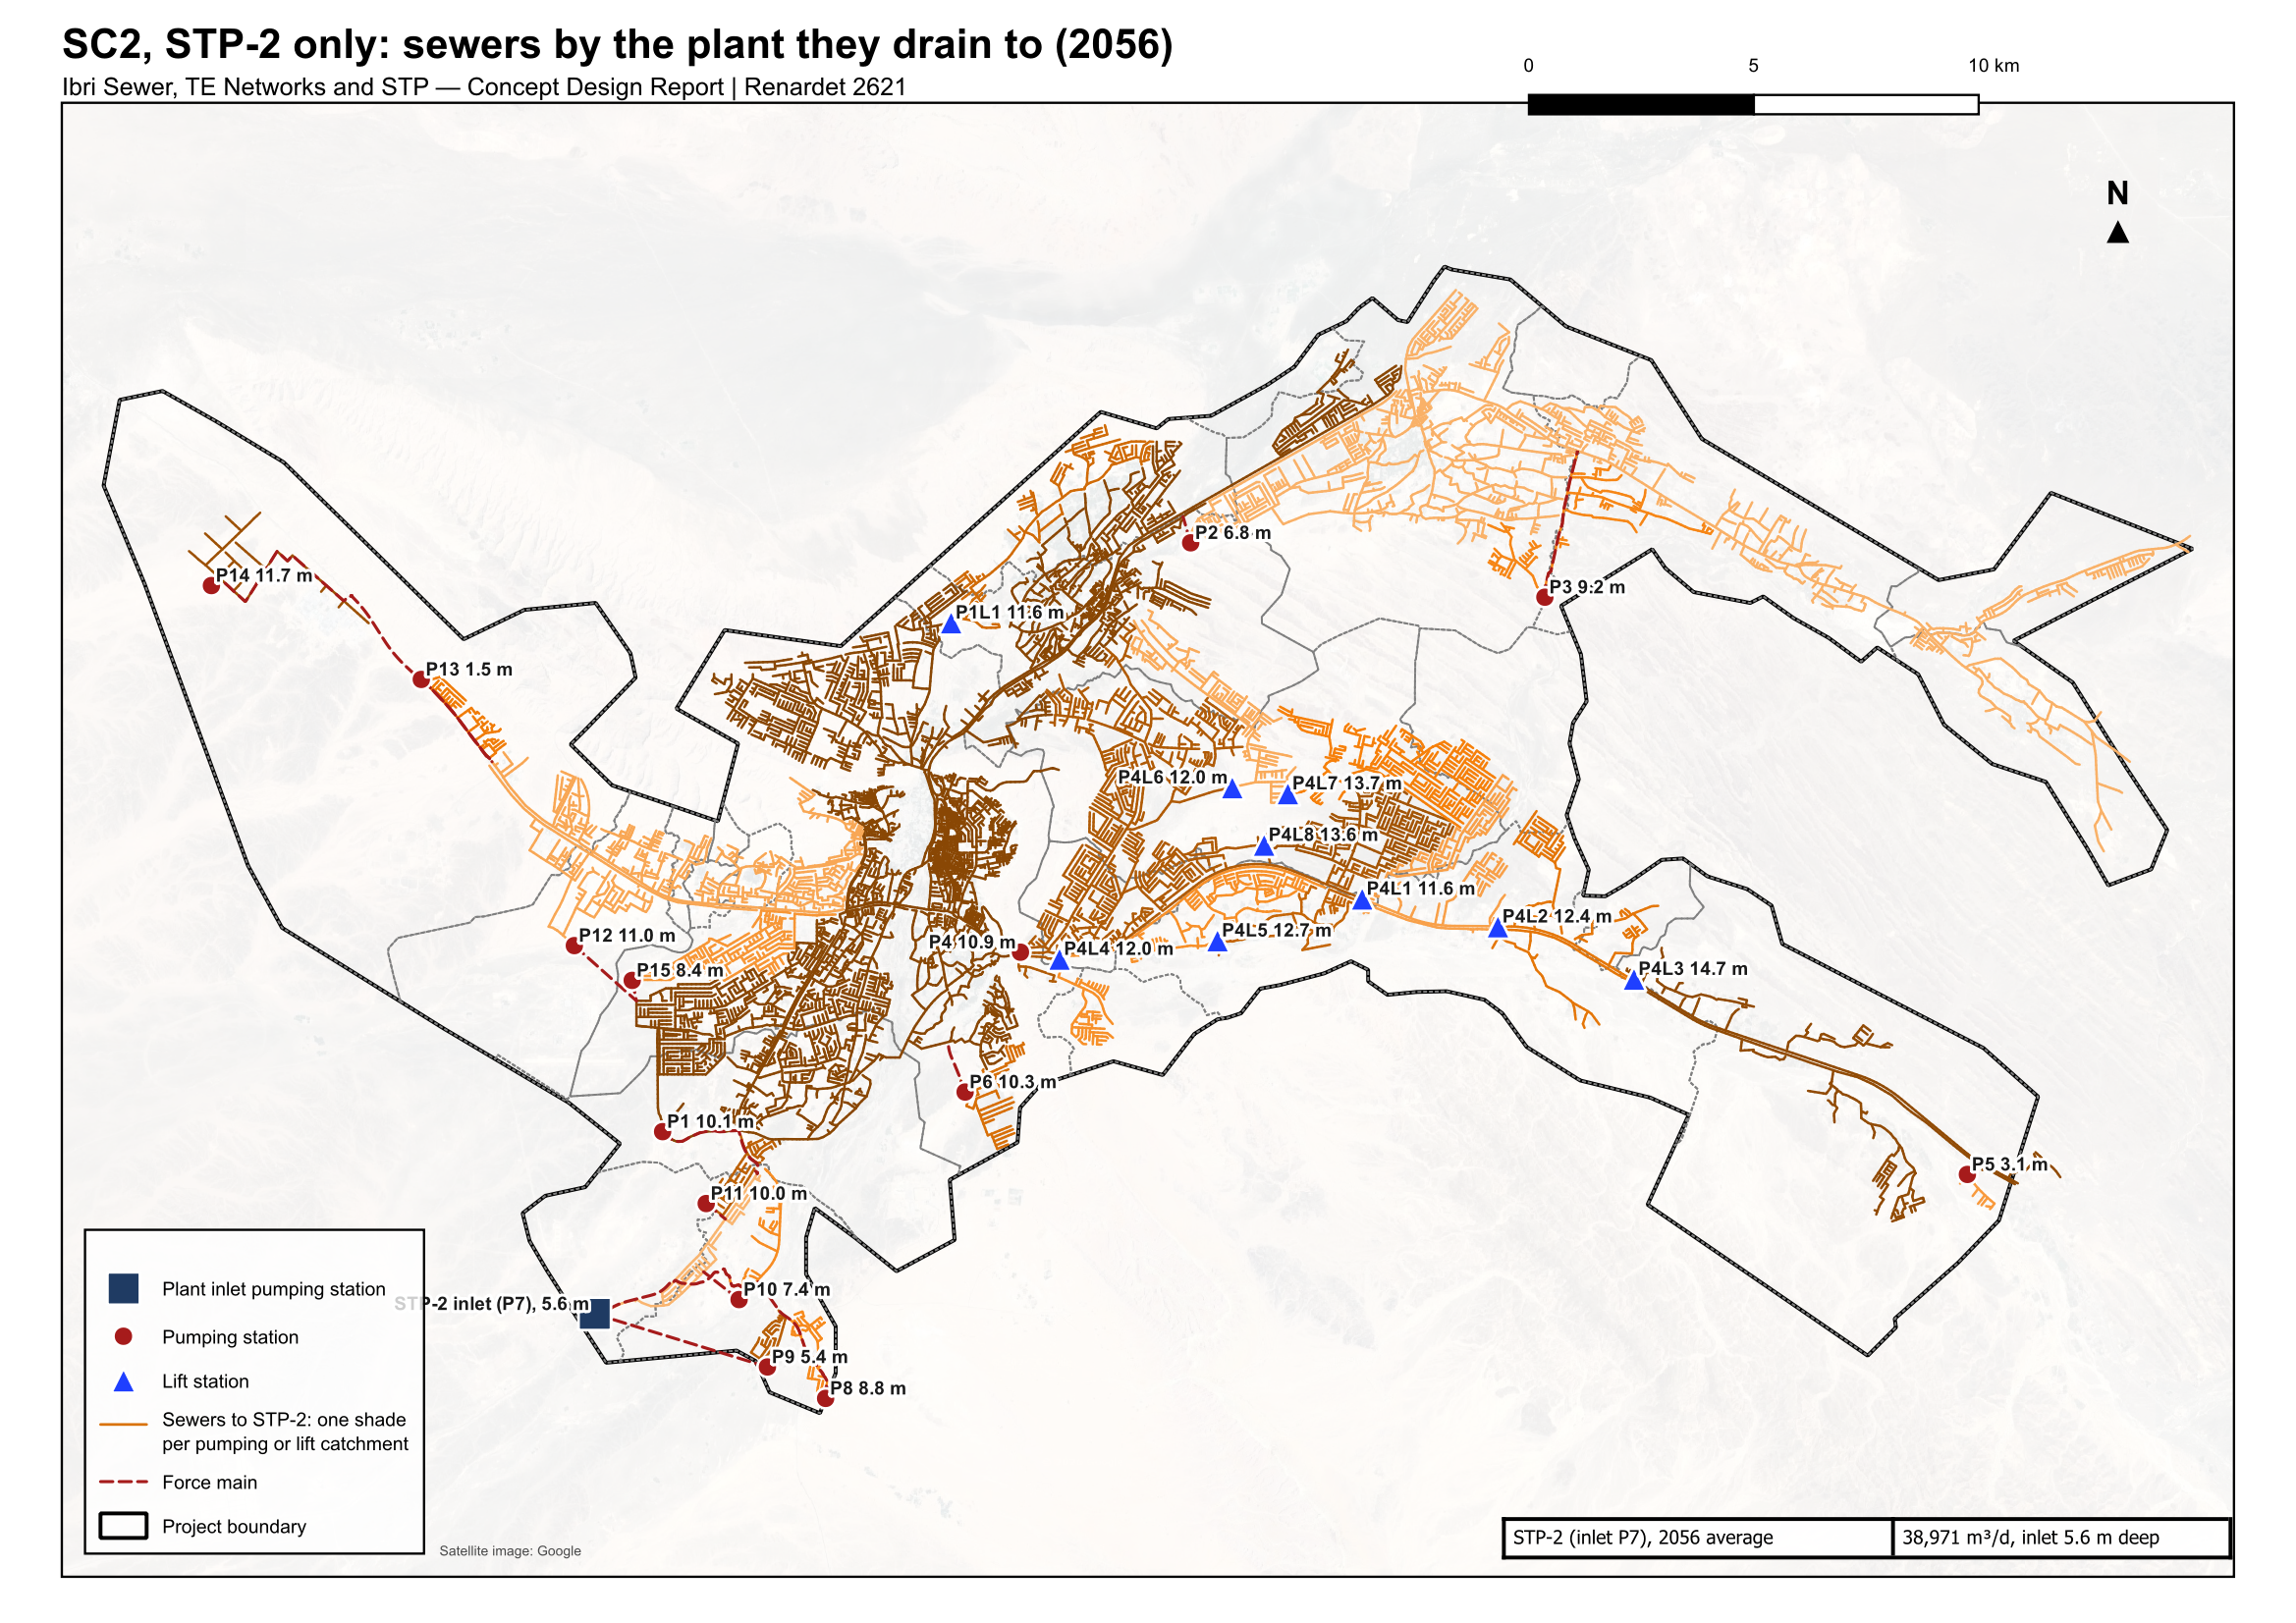 SC2, STP-2 only: sewers by the plant they drain to (2056)
Ibri Sewer, TE Networks and STP — Concept Design Report | Renardet 2621
0 5 10 km
N
P2 6.8 m
P14 11.7 m
P3 9.2 m
P1L1 11.6 m
P13 1.5 m
P4L6 12.0 m
P4L7 13.7 m
P4L8 13.6 m
P4L1 11.6 m
P4L2 12.4 m
P12 11.0 m
P4 10.9 m
P4L4 12.0 m
P4L5 12.7 m
P15 8.4 m
P4L3 14.7 m
P6 10.3 m
P1 10.1 m
P5 3.1 m
P11 10.0 m
P10 7.4 m
STP-2 inlet (P7), 5.6 m
P9 5.4 m
P8 8.8 m
Plant inlet pumping station
Pumping station
Lift station
Sewers to STP-2: one shade
per pumping or lift catchment
Force main
Project boundary
Satellite image: Google
STP-2 (inlet P7), 2056 average 38,971 m³/d, inlet 5.6 m deep